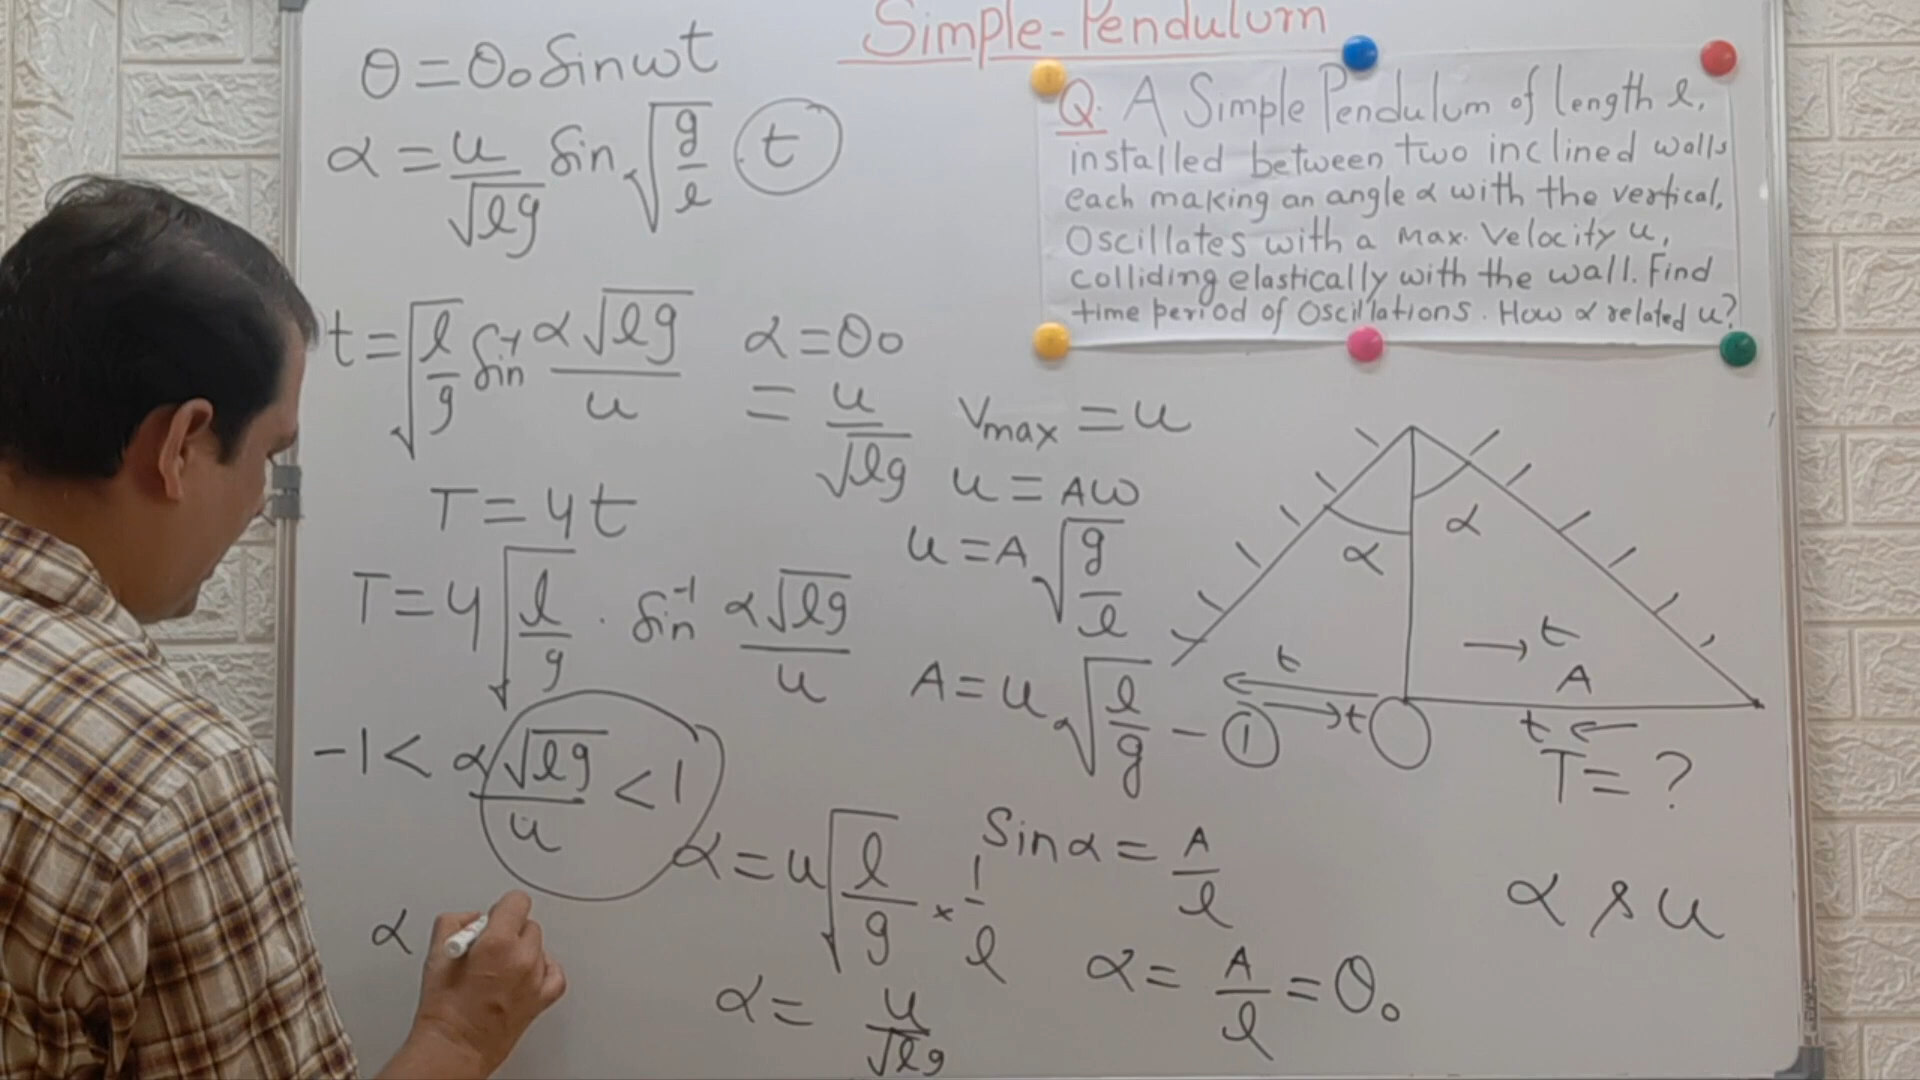 Simple-Pendulum
Q. A Simple Pendulum of length l,
installed between two inclined walls
each making an angle α with the vertical,
Oscillates with a max. velocity u,
colliding elastically with the wall. Find
time period of oscillations. How α related u?
θ = θ₀ Sin ωt
α = u/√lg Sin √g/l . t
t = √l/g Sin⁻¹ α√lg/u
T = 4t
T = 4√l/g . Sin⁻¹ α√lg/u
-1 < α√lg/u < 1
α
α = θ₀
= u/√lg
Vmax = u
u = Aω
u = A√g/l
A = u√l/g - ①
Sin α = A/l
α = A/l = θ₀
α = u√l/g × 1/l
α = u/√lg
α
α
→ t
A
t
t
t
T = ?
α & u